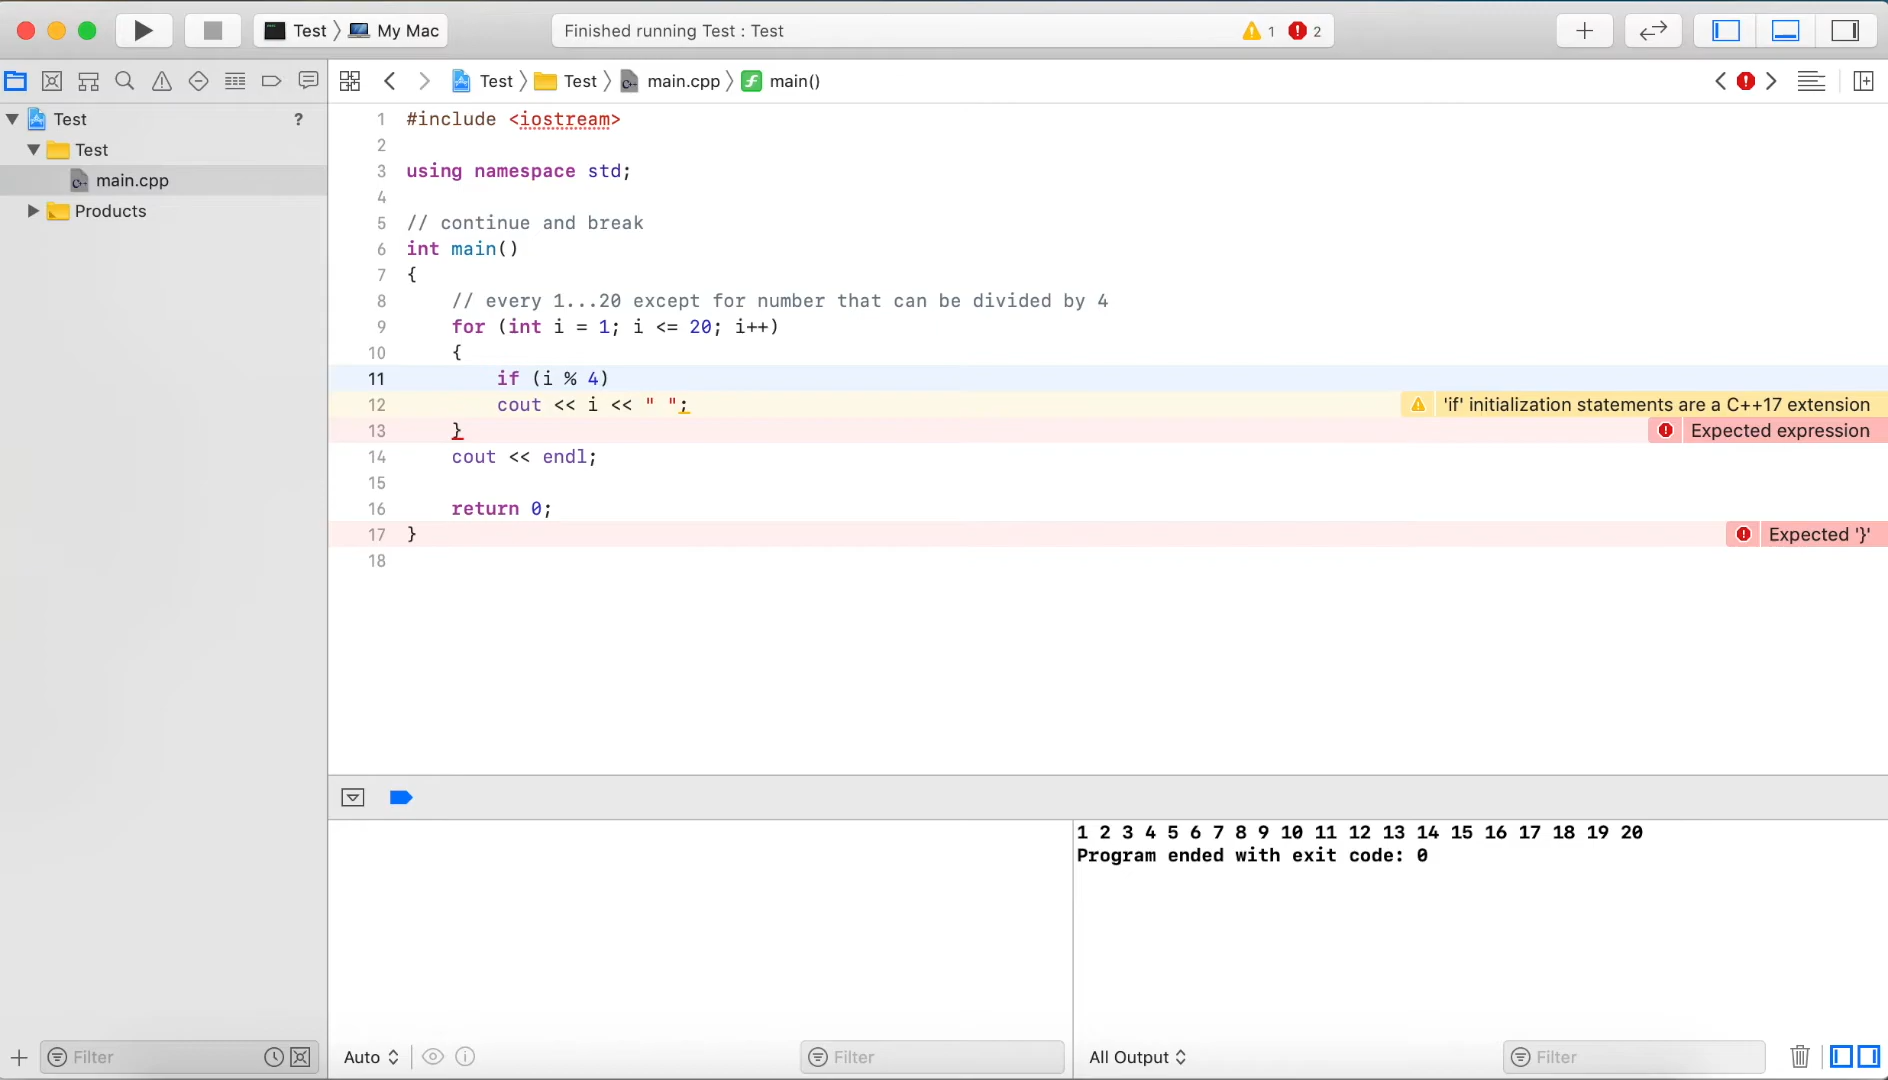 Test 〉 My Mac
Finished running Test : Test
1
2
Test 〉 Test 〉 main.cpp 〉 main()
Test ?
Test
main.cpp
Products
1 #include <iostream>
2
3 using namespace std;
4
5 // continue and break
6 int main()
7 {
8 // every 1...20 except for number that can be divided by 4
9 for (int i = 1; i <= 20; i++)
10 {
11 if (i % 4)
12 cout << i << " "; 'if' initialization statements are a C++17 extension
13 } Expected expression
14 cout << endl;
15
16 return 0;
17 } Expected '}'
18
1 2 3 4 5 6 7 8 9 10 11 12 13 14 15 16 17 18 19 20
Program ended with exit code: 0
Filter
Auto
Filter
All Output
Filter